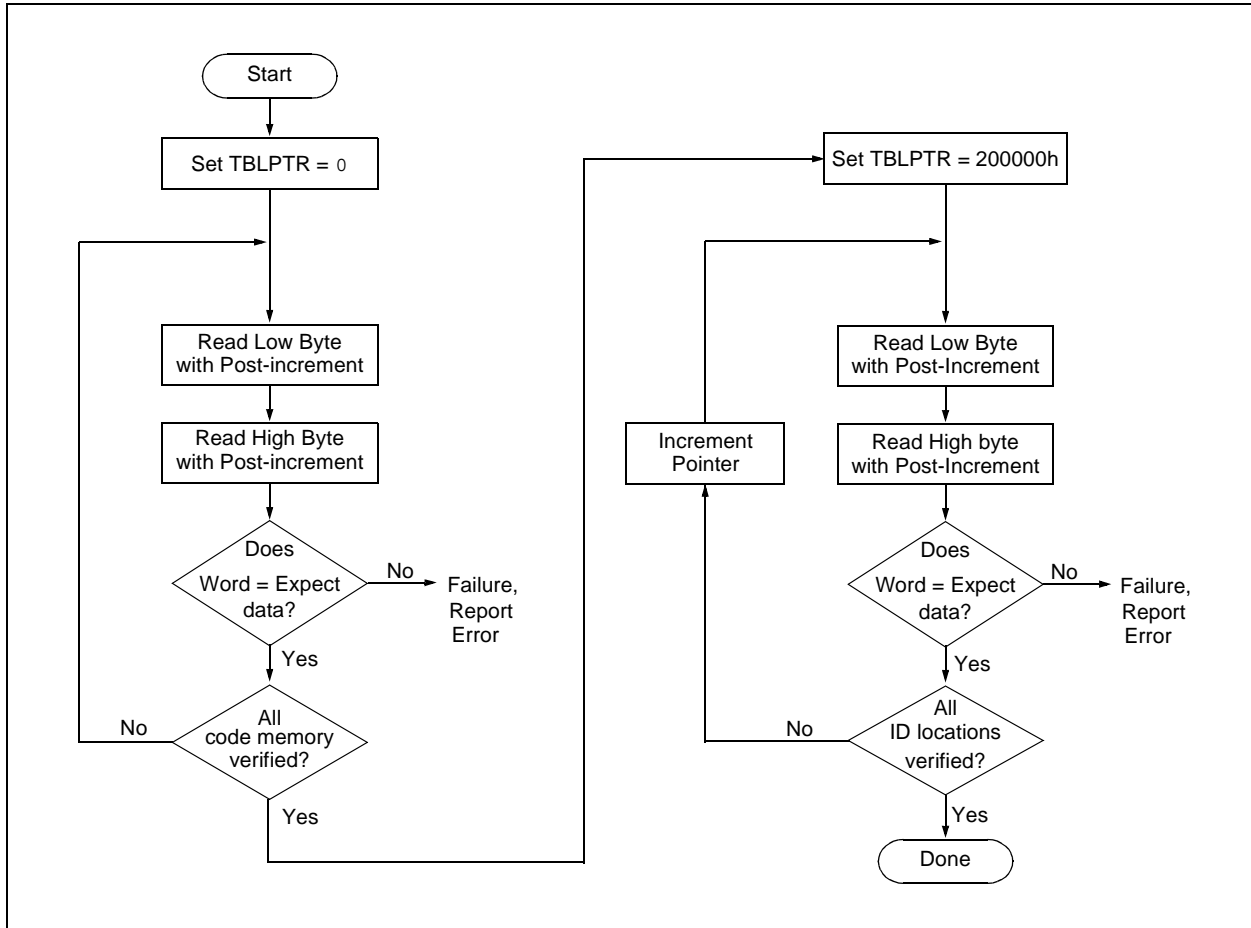 Start
Set TBLPTR = 0
Read Low Byte
with Post-increment
Read High Byte
with Post-increment
Does
Word = Expect
data?
No
Failure,
Report
Error
Yes
All
code memory
verified?
No
Yes
Set TBLPTR = 200000h
Read Low Byte
with Post-Increment
Read High byte
with Post-Increment
Increment
Pointer
Does
Word = Expect
data?
No
Failure,
Report
Error
Yes
All
ID locations
verified?
No
Yes
Done